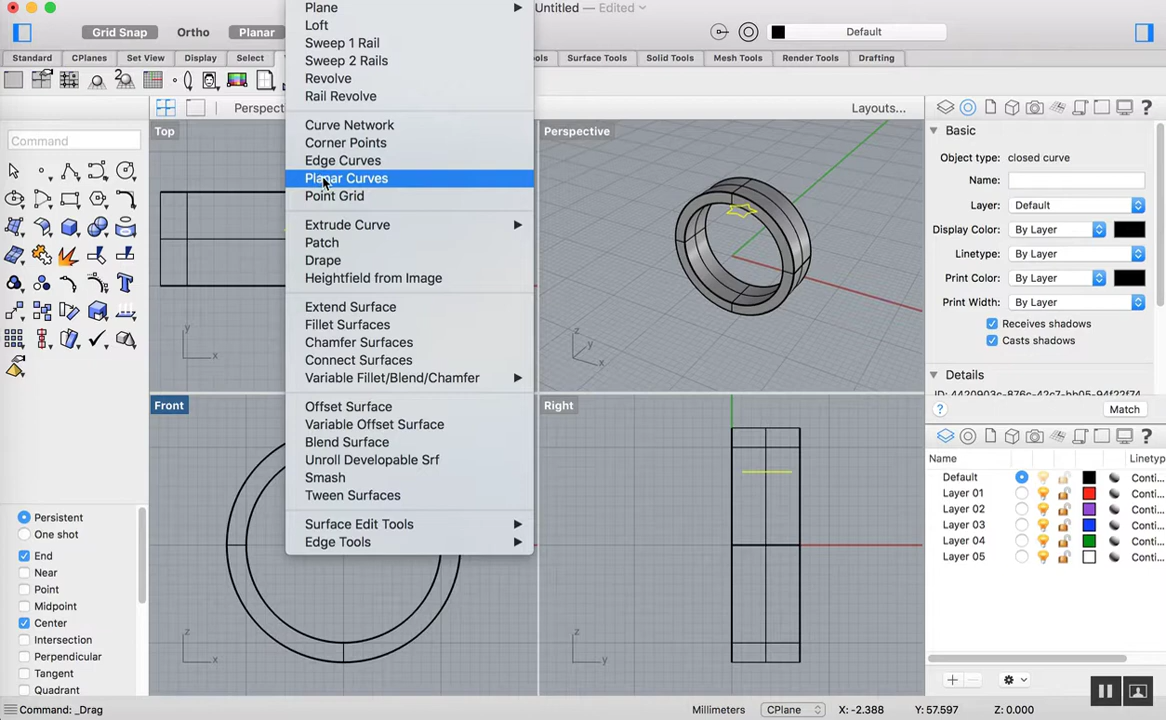 Untitled — Edited
Grid Snap
Ortho
Planar
Default
Standard
CPlanes
Set View
Display
Select
Surface Tools
Solid Tools
Mesh Tools
Render Tools
Drafting
Layouts...
Command
Plane
Loft
Sweep 1 Rail
Sweep 2 Rails
Revolve
Rail Revolve
Curve Network
Corner Points
Edge Curves
Planar Curves
Point Grid
Extrude Curve
Patch
Drape
Heightfield from Image
Extend Surface
Fillet Surfaces
Chamfer Surfaces
Connect Surfaces
Variable Fillet/Blend/Chamfer
Offset Surface
Variable Offset Surface
Blend Surface
Unroll Developable Srf
Smash
Tween Surfaces
Surface Edit Tools
Edge Tools
Top
y
x
Perspective
z
y
x
Front
z
x
Right
z
y
Basic
Object type: closed curve
Name:
Layer: Default
Display Color: By Layer
Linetype: By Layer
Print Color: By Layer
Print Width: By Layer
Receives shadows
Casts shadows
Details
Match
Name Linetyp
Default Conti...
Layer 01 Conti...
Layer 02 Conti...
Layer 03 Conti...
Layer 04 Conti...
Layer 05 Conti...
Persistent
One shot
End
Near
Point
Midpoint
Center
Intersection
Perpendicular
Tangent
Quadrant
Command: _Drag
Millimeters
CPlane
X: -2.388
Y: 57.597
Z: 0.000